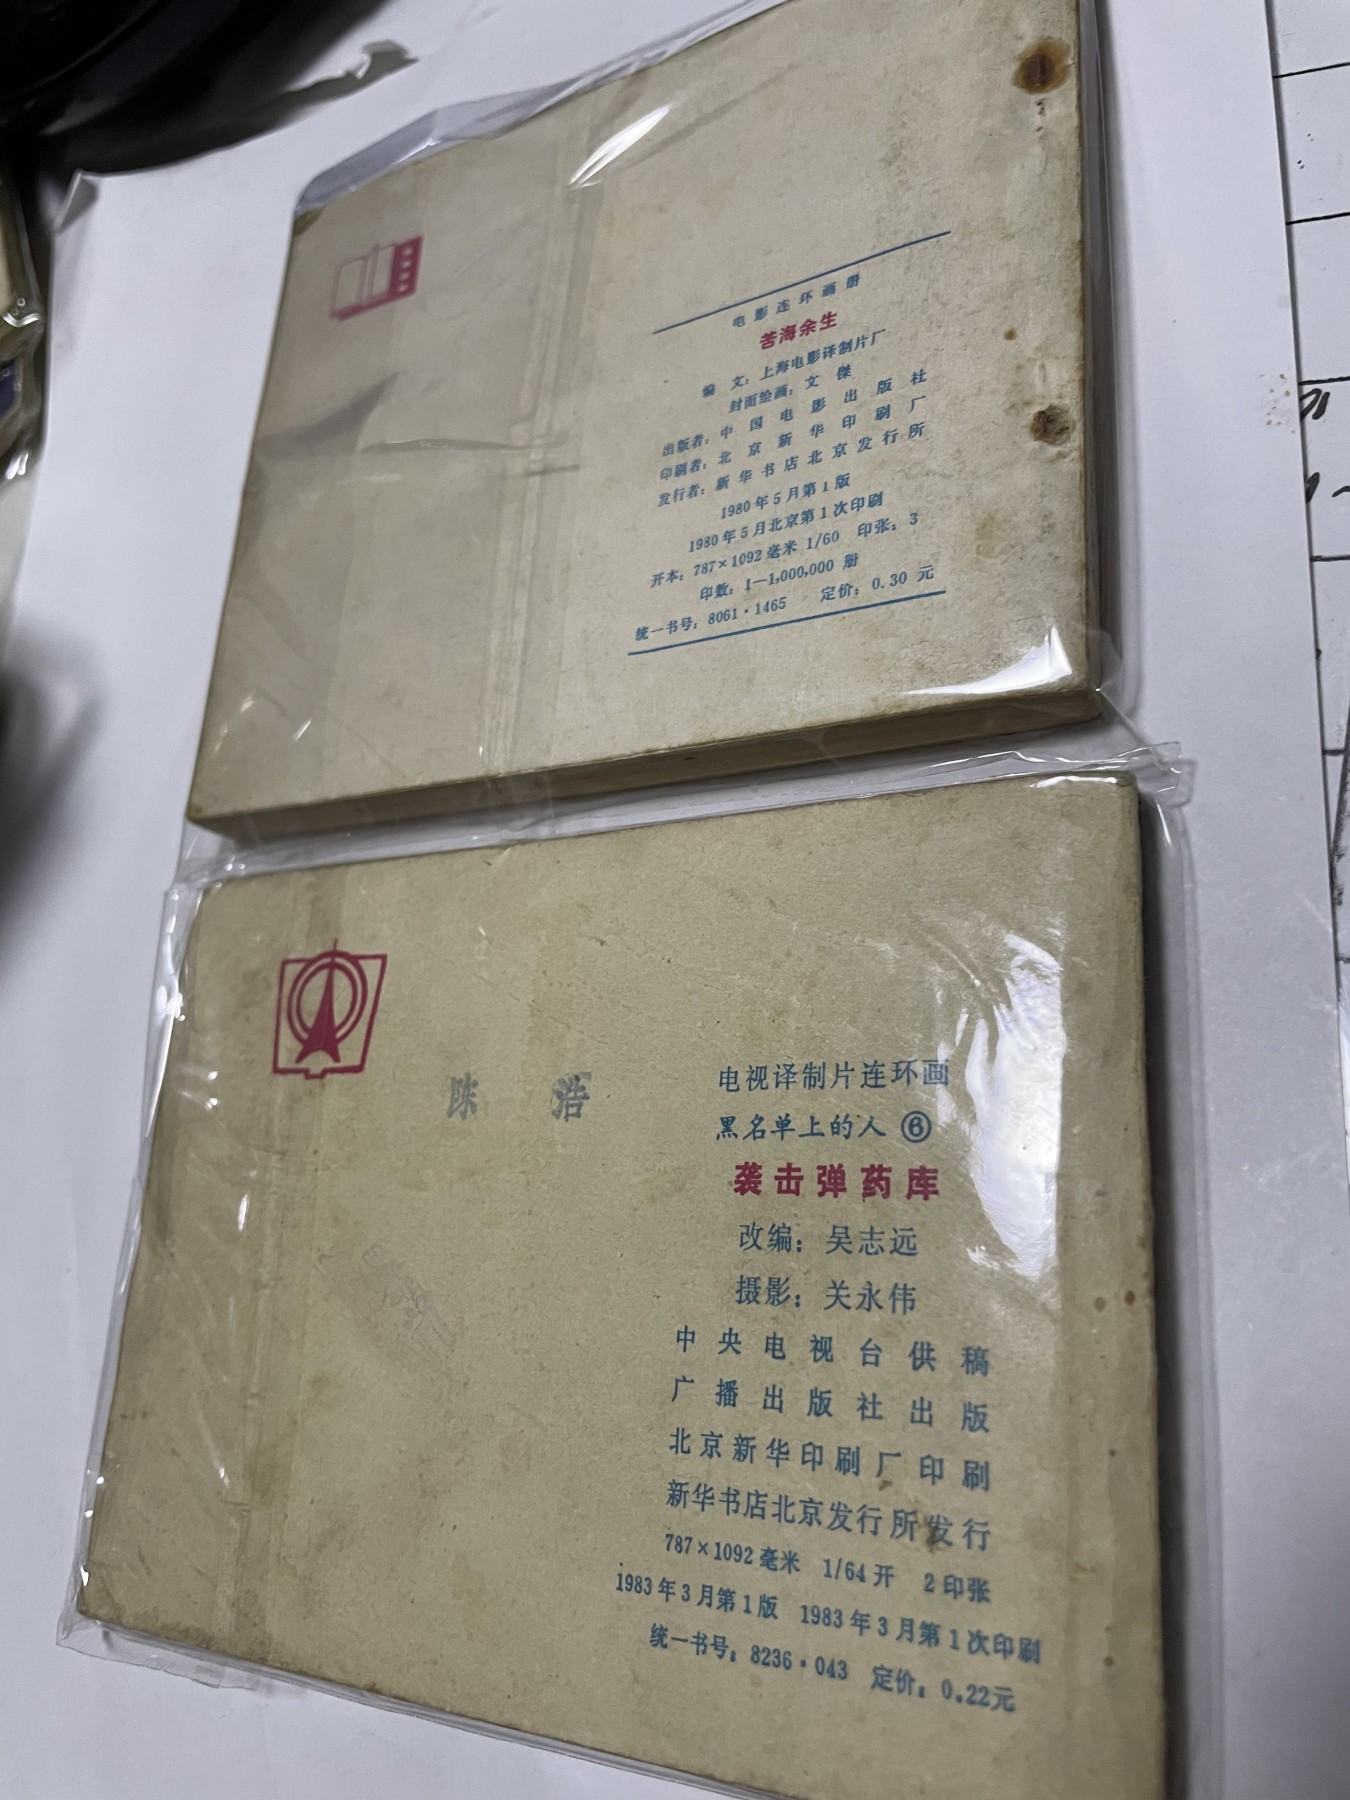 电影连环画册
苦海余生
编 文：上海电影译制片厂
封面绘画：文 傑
出版者：中国电影出版社
印刷者：北京新华印刷厂
发行者：新华书店北京发行所
1980年5月第1版
1980年5月北京第1次印刷
开本：787×1092毫米 1/60 印张：3
印数：1—1,000,000 册
统一书号：8061·1465 定价：0.30 元
陈 浩
电视译制片连环画
黑名单上的人 ⑥
袭击弹药库
改编：吴志远
摄影：关永伟
中央电视台供稿
广播出版社出版
北京新华印刷厂印刷
新华书店北京发行所发行
787×1092毫米 1/64开 2印张
1983年3月第1版 1983年3月第1次印刷
统一书号：8236·043 定价：0.22元